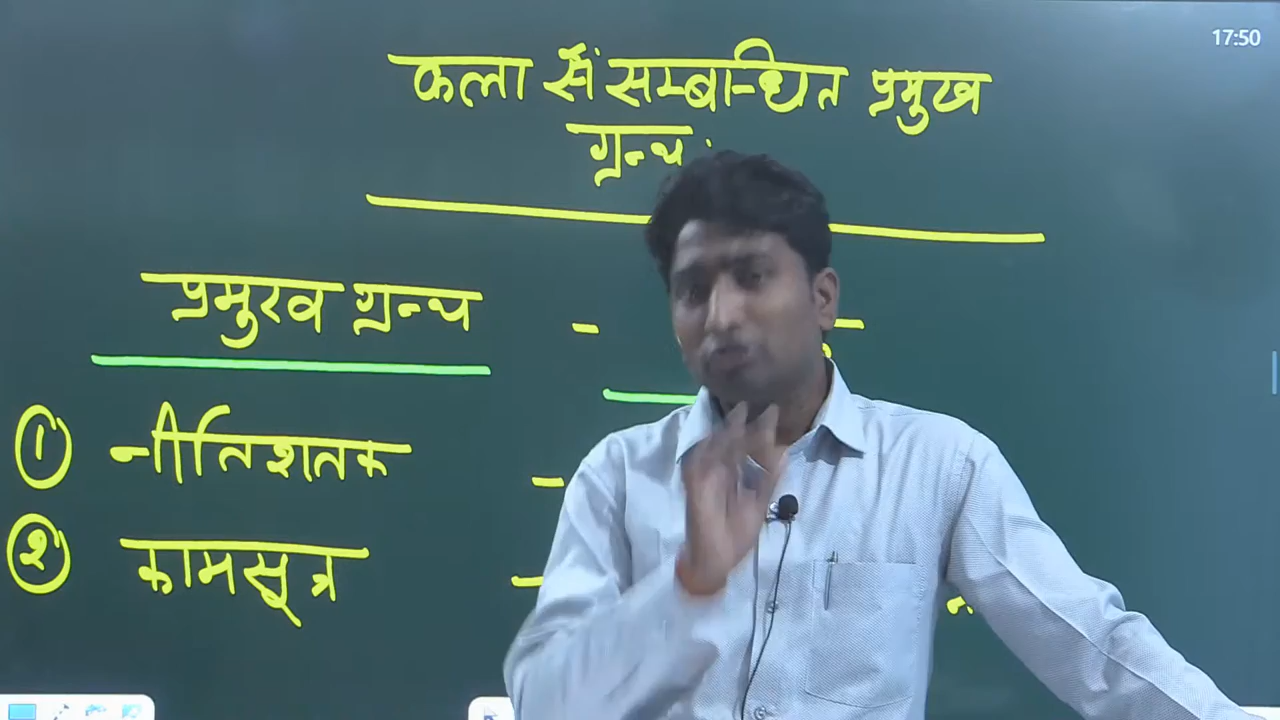 17:50
कला सें सम्बन्धित प्रमुख
ग्रन्थ
प्रमुख ग्रन्थ -
① नीतिशतक -
② कामसूत्र -